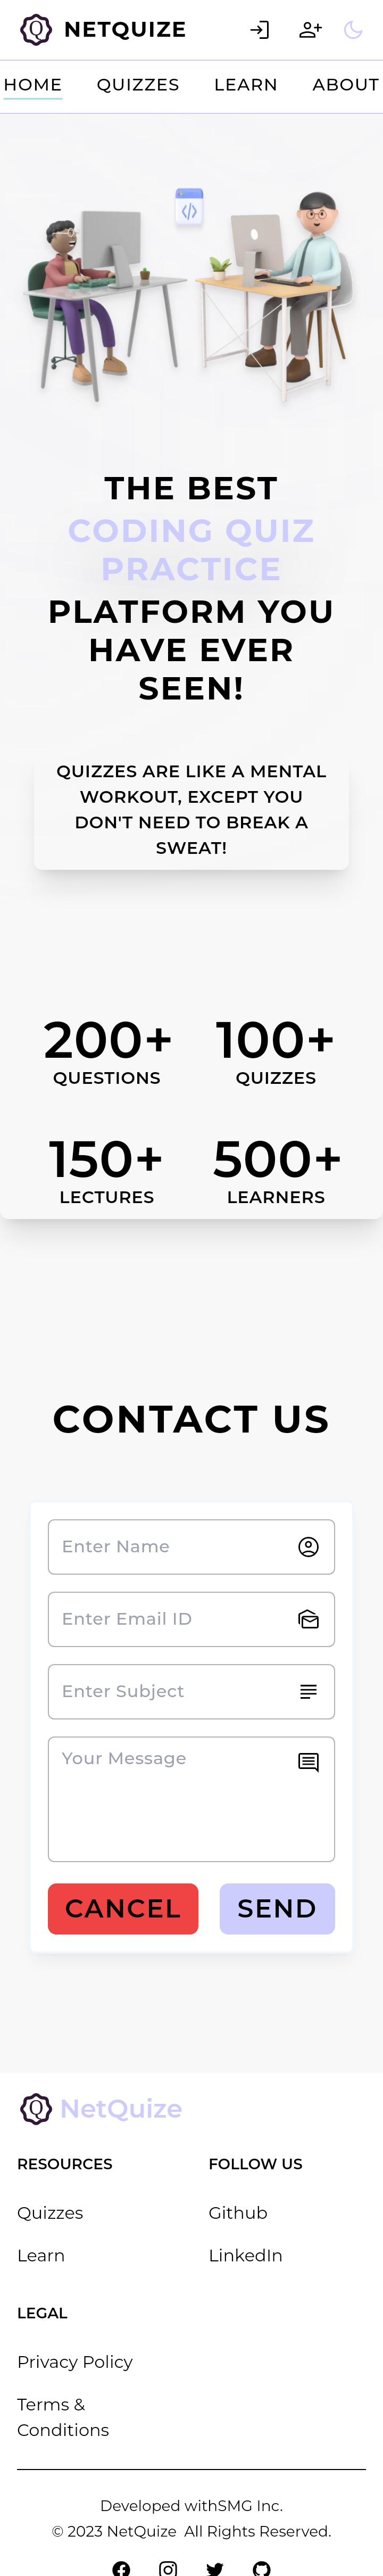 NETQUIZE
HOME QUIZZES LEARN ABOUT
THE BEST
CODING QUIZ
PRACTICE
PLATFORM YOU
HAVE EVER
SEEN!
QUIZZES ARE LIKE A MENTAL
WORKOUT, EXCEPT YOU
DON'T NEED TO BREAK A
SWEAT!
200+ 100+
QUESTIONS QUIZZES
150+ 500+
LECTURES LEARNERS
CONTACT US
Enter Name
Enter Email ID
Enter Subject
Your Message
CANCEL SEND
Q NetQuize
RESOURCES FOLLOW US
Quizzes Github
Learn LinkedIn
LEGAL
Privacy Policy
Terms &
Conditions
Developed withSMG Inc.
© 2023 NetQuize All Rights Reserved.